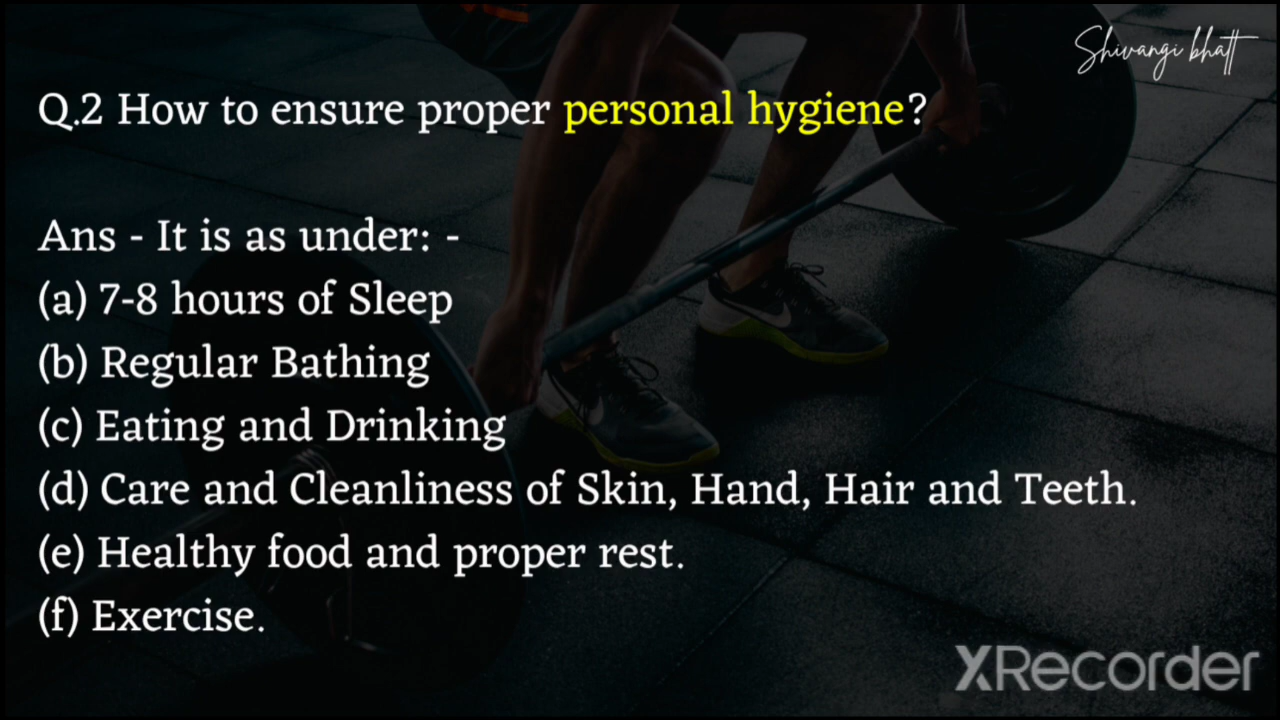 Shivangi bhatt
Q.2 How to ensure proper personal hygiene?
Ans - It is as under: -
(a) 7-8 hours of Sleep
(b) Regular Bathing
(c) Eating and Drinking
(d) Care and Cleanliness of Skin, Hand, Hair and Teeth.
(e) Healthy food and proper rest.
(f) Exercise.
XRecorder